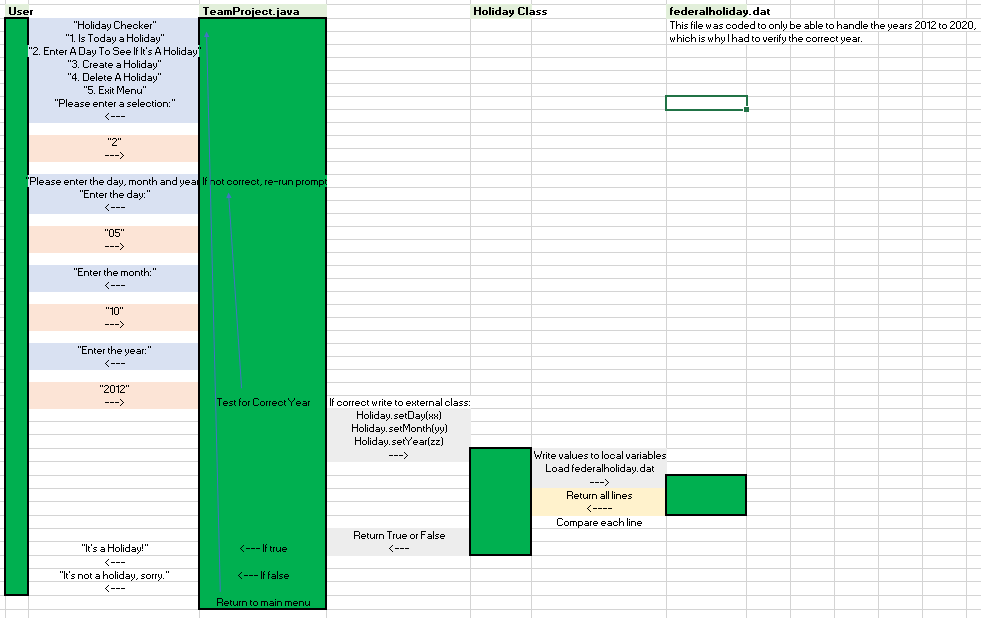 User TeamProject.java Holiday Class federalholiday.dat
"Holiday Checker"
"1. Is Today a Holiday"
"2. Enter A Day To See If It's A Holiday"
"3. Create a Holiday"
"4. Delete A Holiday"
"5. Exit Menu"
"Please enter a selection:"
<---
This file was coded to only be able to handle the years 2012 to 2020,
which is why I had to verify the correct year.
"2"
--->
"Please enter the day, month and year If not correct, re-run prompt
"Enter the day:"
<---
"05"
--->
"Enter the month:"
<---
"10"
--->
"Enter the year:"
<---
"2012"
---> Test for Correct Year If correct write to external class:
Holiday.setDay(xx)
Holiday.setMonth(yy)
Holiday.setYear(zz)
--->
Write values to local variables
Load federalholiday.dat
--->
Return all lines
<----
Compare each line
Return True or False
<---
"It's a Holiday!" <--- If true
<---
"It's not a holiday, sorry." <--- If false
<---
Return to main menu